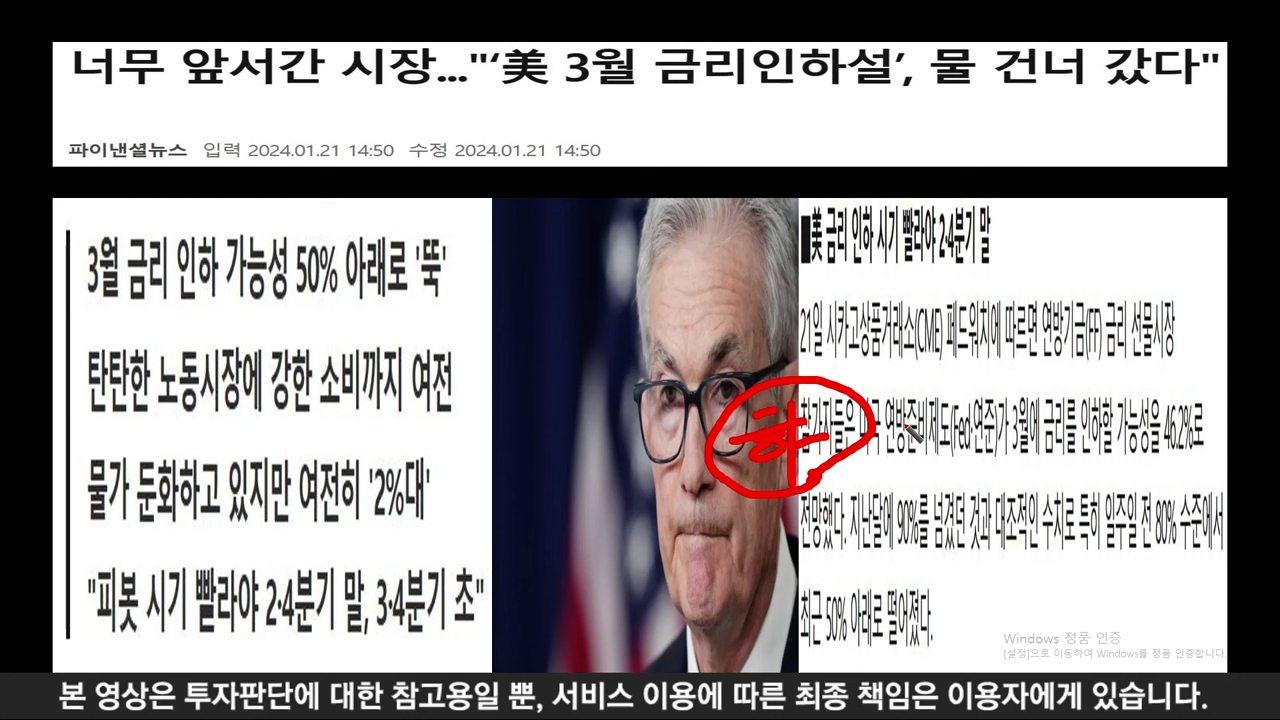 너무 앞서간 시장..."‘美 3월 금리인하설’, 물 건너 갔다"
파이낸셜뉴스 입력 2024.01.21 14:50 수정 2024.01.21 14:50
3월 금리 인하 가능성 50% 아래로 '뚝'
탄탄한 노동시장에 강한 소비까지 여전
물가 둔화하고 있지만 여전히 '2%대'
"피봇 시기 빨라야 2·4분기 말, 3·4분기 초"
■美 금리 인하 시기 빨라야 2·4분기 말
21일 시카고상품거래소(CME) 페드워치에 따르면 연방기금(FF) 금리 선물시장
참가자들은 미국 연방준비제도(Fed·연준)가 3월에 금리를 인하할 가능성을 46.2%로
전망했다. 지난달에 90%를 넘겼던 것과 대조적인 수치로 특히 일주일 전 80% 수준에서
최근 50% 아래로 떨어졌다.
Windows 정품 인증
[설정]으로 이동하여 Windows를 정품 인증합니다.
본 영상은 투자판단에 대한 참고용일 뿐, 서비스 이용에 따른 최종 책임은 이용자에게 있습니다.